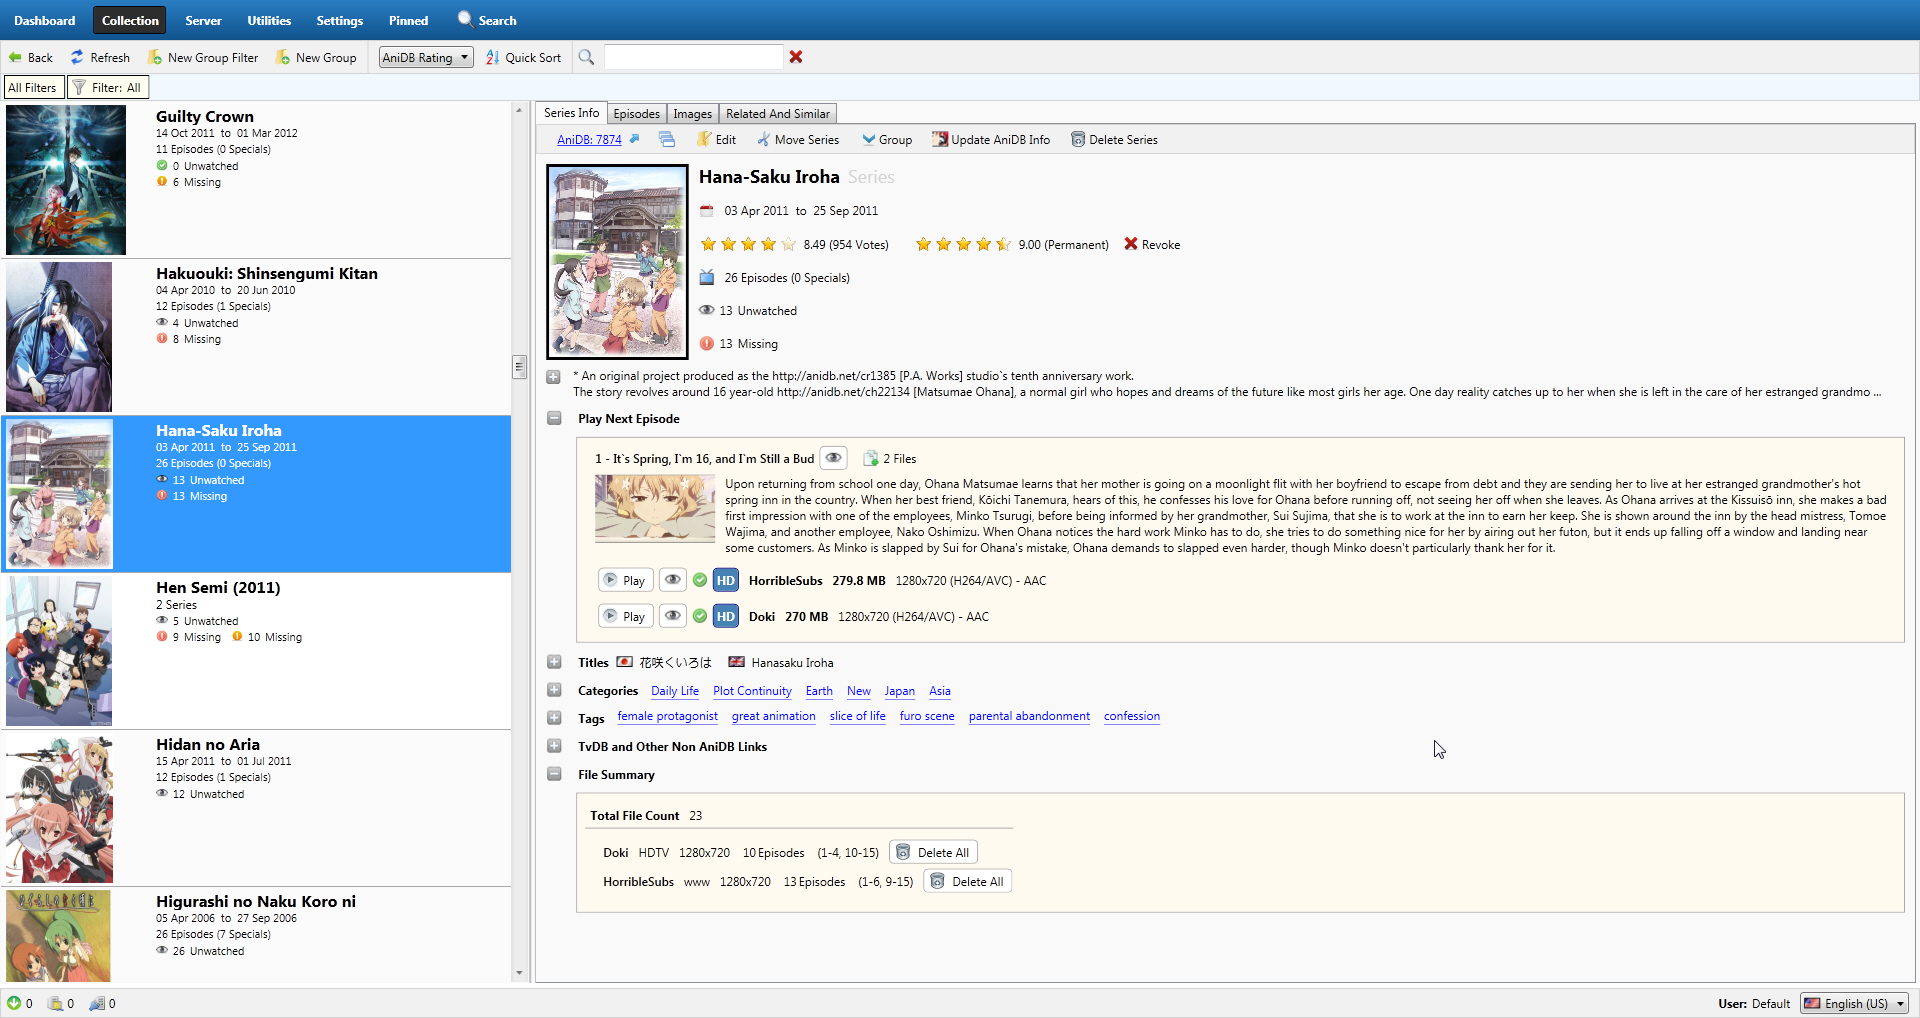 Dashboard Collection Server Utilities Settings Pinned Search
Back Refresh New Group Filter New Group AniDB Rating Quick Sort
All Filters Filter: All
Guilty Crown
14 Oct 2011 to 01 Mar 2012
11 Episodes (0 Specials)
0 Unwatched
6 Missing
Hakuouki: Shinsengumi Kitan
04 Apr 2010 to 20 Jun 2010
12 Episodes (1 Specials)
4 Unwatched
8 Missing
Hana-Saku Iroha
03 Apr 2011 to 25 Sep 2011
26 Episodes (0 Specials)
13 Unwatched
13 Missing
Hen Semi (2011)
2 Series
5 Unwatched
9 Missing 10 Missing
Hidan no Aria
15 Apr 2011 to 01 Jul 2011
12 Episodes (1 Specials)
12 Unwatched
Higurashi no Naku Koro ni
05 Apr 2006 to 27 Sep 2006
26 Episodes (7 Specials)
26 Unwatched
Series Info Episodes Images Related And Similar
AniDB: 7874 Edit Move Series Group Update AniDB Info Delete Series
Hana-Saku Iroha Series
03 Apr 2011 to 25 Sep 2011
8.49 (954 Votes) 9.00 (Permanent) Revoke
26 Episodes (0 Specials)
13 Unwatched
13 Missing
* An original project produced as the http://anidb.net/cr1385 [P.A. Works] studio`s tenth anniversary work.
The story revolves around 16 year-old http://anidb.net/ch22134 [Matsumae Ohana], a normal girl who hopes and dreams of the future like most girls her age. One day reality catches up to her when she is left in the care of her estranged grandmo ...
Play Next Episode
1 - It`s Spring, I`m 16, and I`m Still a Bud 2 Files
Upon returning from school one day, Ohana Matsumae learns that her mother is going on a moonlight flit with her boyfriend to escape from debt and they are sending her to live at her estranged grandmother's hot
spring inn in the country. When her best friend, Kōichi Tanemura, hears of this, he confesses his love for Ohana before running off, not seeing her off when she leaves. As Ohana arrives at the Kissuisō inn, she makes a bad
first impression with one of the employees, Minko Tsurugi, before being informed by her grandmother, Sui Sujima, that she is to work at the inn to earn her keep. She is shown around the inn by the head mistress, Tomoe
Wajima, and another employee, Nako Oshimizu. When Ohana notices the hard work Minko has to do, she tries to do something nice for her by airing out her futon, but it ends up falling off a window and landing near
some customers. As Minko is slapped by Sui for Ohana's mistake, Ohana demands to slapped even harder, though Minko doesn't particularly thank her for it.
Play HD HorribleSubs 279.8 MB 1280x720 (H264/AVC) - AAC
Play HD Doki 270 MB 1280x720 (H264/AVC) - AAC
Titles 花咲くいろは Hanasaku Iroha
Categories Daily Life Plot Continuity Earth New Japan Asia
Tags female protagonist great animation slice of life furo scene parental abandonment confession
TvDB and Other Non AniDB Links
File Summary
Total File Count 23
Doki HDTV 1280x720 10 Episodes (1-4, 10-15) Delete All
HorribleSubs www 1280x720 13 Episodes (1-6, 9-15) Delete All
0 0 0 User: Default English (US)